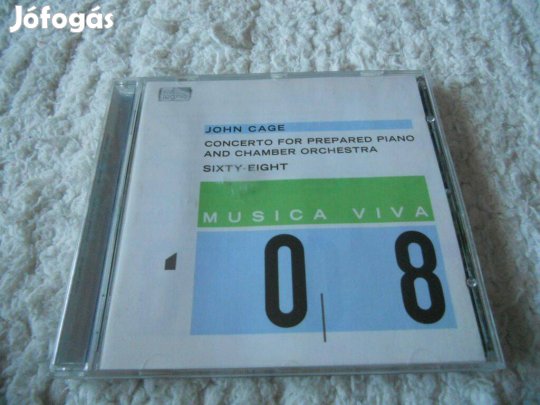 Jófogás
JOHN CAGE
CONCERTO FOR PREPARED PIANO
AND CHAMBER ORCHESTRA
SIXTY-EIGHT
MUSICA VIVA
0 8